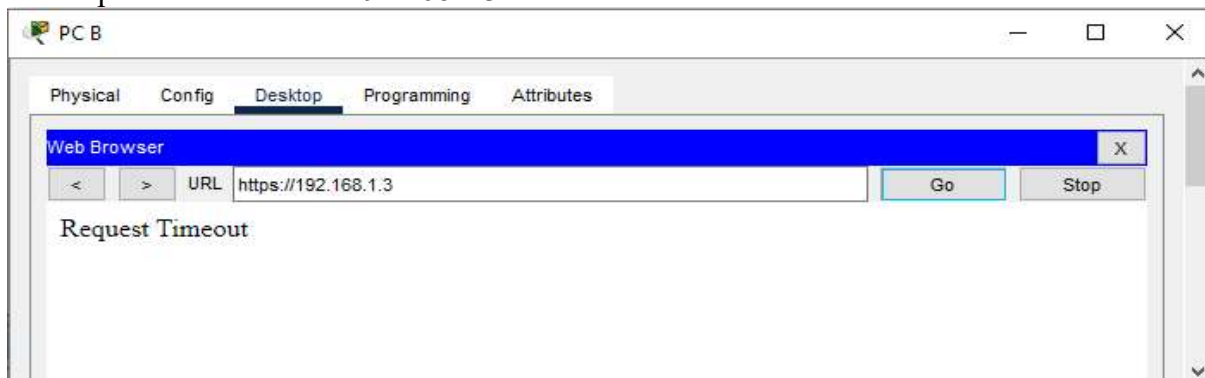 PC B
Physical Config Desktop Programming Attributes
Web Browser X
< > URL https://192.168.1.3 Go Stop
Request Timeout